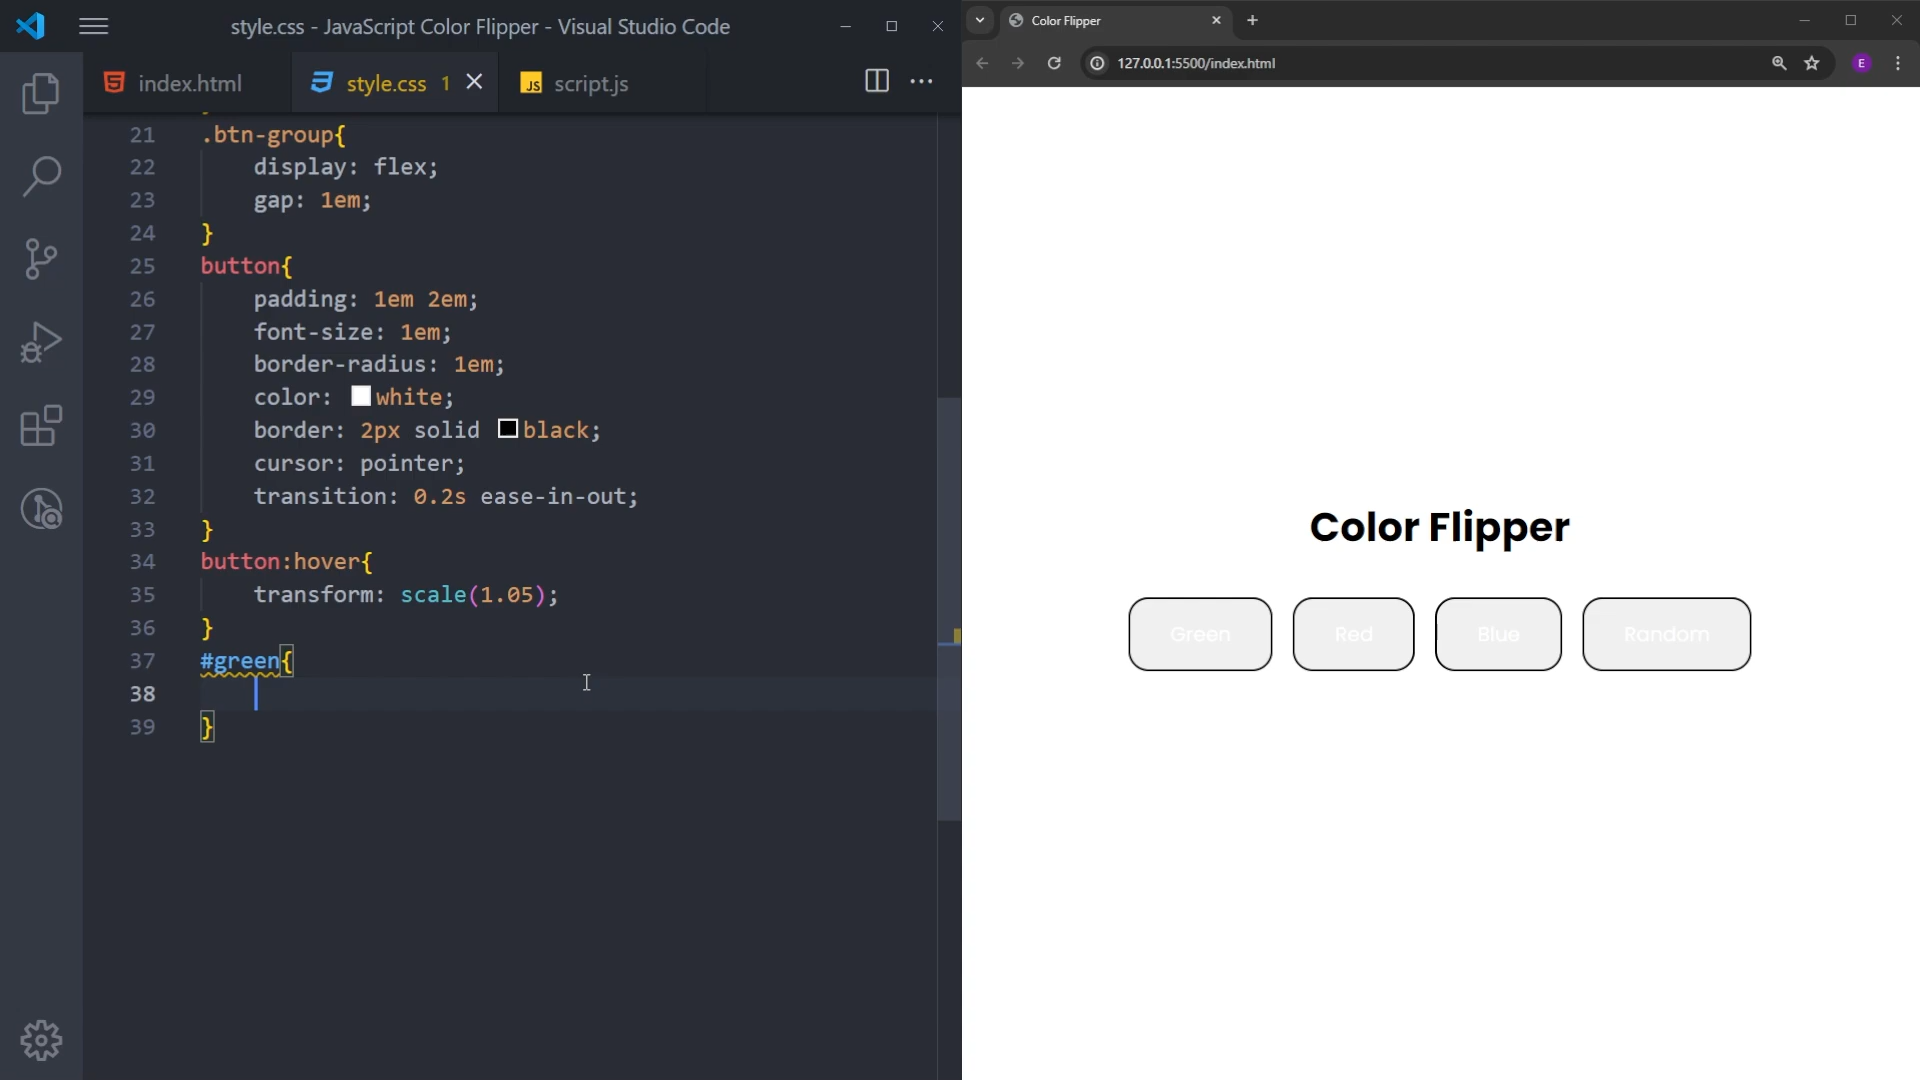 style.css - JavaScript Color Flipper - Visual Studio Code
index.html
style.css 1
JS script.js
21 .btn-group{
22 display: flex;
23 gap: 1em;
24 }
25 button{
26 padding: 1em 2em;
27 font-size: 1em;
28 border-radius: 1em;
29 color: white;
30 border: 2px solid black;
31 cursor: pointer;
32 transition: 0.2s ease-in-out;
33 }
34 button:hover{
35 transform: scale(1.05);
36 }
37 #green{
38
39 }
Color Flipper
127.0.0.1:5500/index.html
E
Color Flipper
Green
Red
Blue
Random